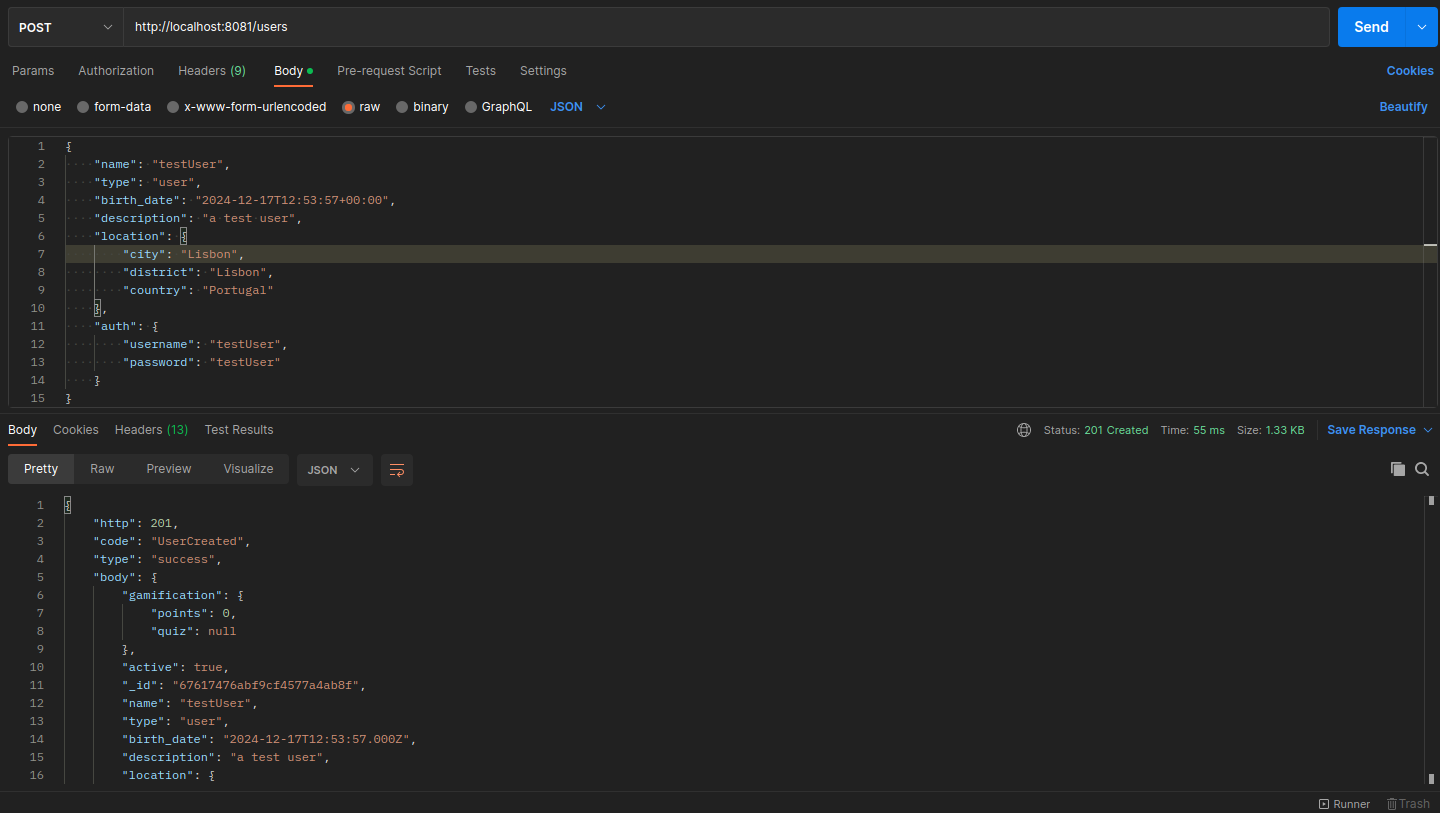 POST http://localhost:8081/users Send
Params Authorization Headers (9) Body Pre-request Script Tests Settings Cookies
none form-data x-www-form-urlencoded raw binary GraphQL JSON Beautify
1 {
2 "name": "testUser",
3 "type": "user",
4 "birth_date": "2024-12-17T12:53:57+00:00",
5 "description": "a test user",
6 "location": {
7 "city": "Lisbon",
8 "district": "Lisbon",
9 "country": "Portugal"
10 },
11 "auth": {
12 "username": "testUser",
13 "password": "testUser"
14 }
15 }
Body Cookies Headers (13) Test Results Status: 201 Created Time: 55 ms Size: 1.33 KB Save Response
Pretty Raw Preview Visualize JSON
1 {
2 "http": 201,
3 "code": "UserCreated",
4 "type": "success",
5 "body": {
6 "gamification": {
7 "points": 0,
8 "quiz": null
9 },
10 "active": true,
11 "_id": "67617476abf9cf4577a4ab8f",
12 "name": "testUser",
13 "type": "user",
14 "birth_date": "2024-12-17T12:53:57.000Z",
15 "description": "a test user",
16 "location": {
Runner Trash